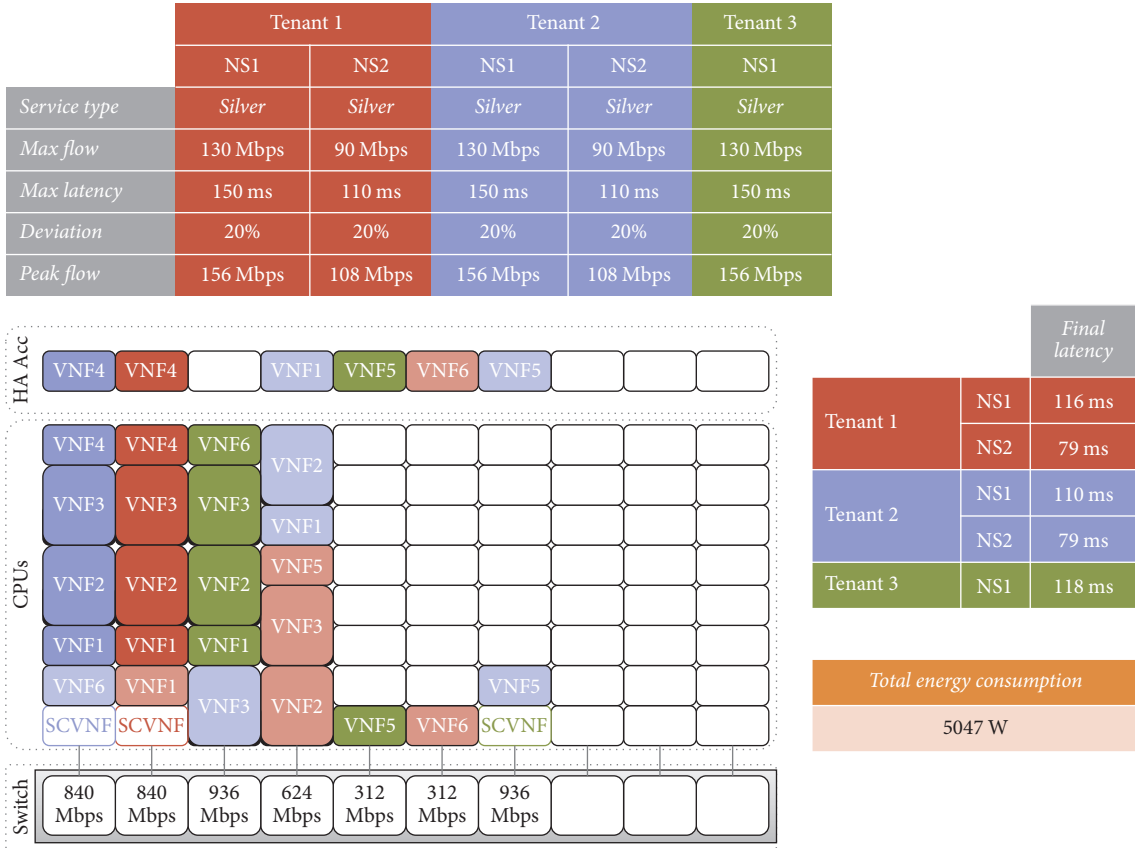 Tenant 1 Tenant 2 Tenant 3
NS1 NS2 NS1 NS2 NS1
Service type Silver Silver Silver Silver Silver
Max flow 130 Mbps 90 Mbps 130 Mbps 90 Mbps 130 Mbps
Max latency 150 ms 110 ms 150 ms 110 ms 150 ms
Deviation 20% 20% 20% 20% 20%
Peak flow 156 Mbps 108 Mbps 156 Mbps 108 Mbps 156 Mbps
HA Acc
VNF4 VNF4 VNF1 VNF5 VNF6 VNF5
CPUs
VNF4 VNF4 VNF6
VNF2
VNF3 VNF3 VNF3
VNF1
VNF5
VNF2 VNF2 VNF2
VNF3
VNF1 VNF1 VNF1
VNF6 VNF1 VNF5
VNF3 VNF2
SCVNF SCVNF VNF5 VNF6 SCVNF
Switch
840 840 936 624 312 312 936
Mbps Mbps Mbps Mbps Mbps Mbps Mbps
Final
latency
Tenant 1 NS1 116 ms
NS2 79 ms
Tenant 2 NS1 110 ms
NS2 79 ms
Tenant 3 NS1 118 ms
Total energy consumption
5047 W